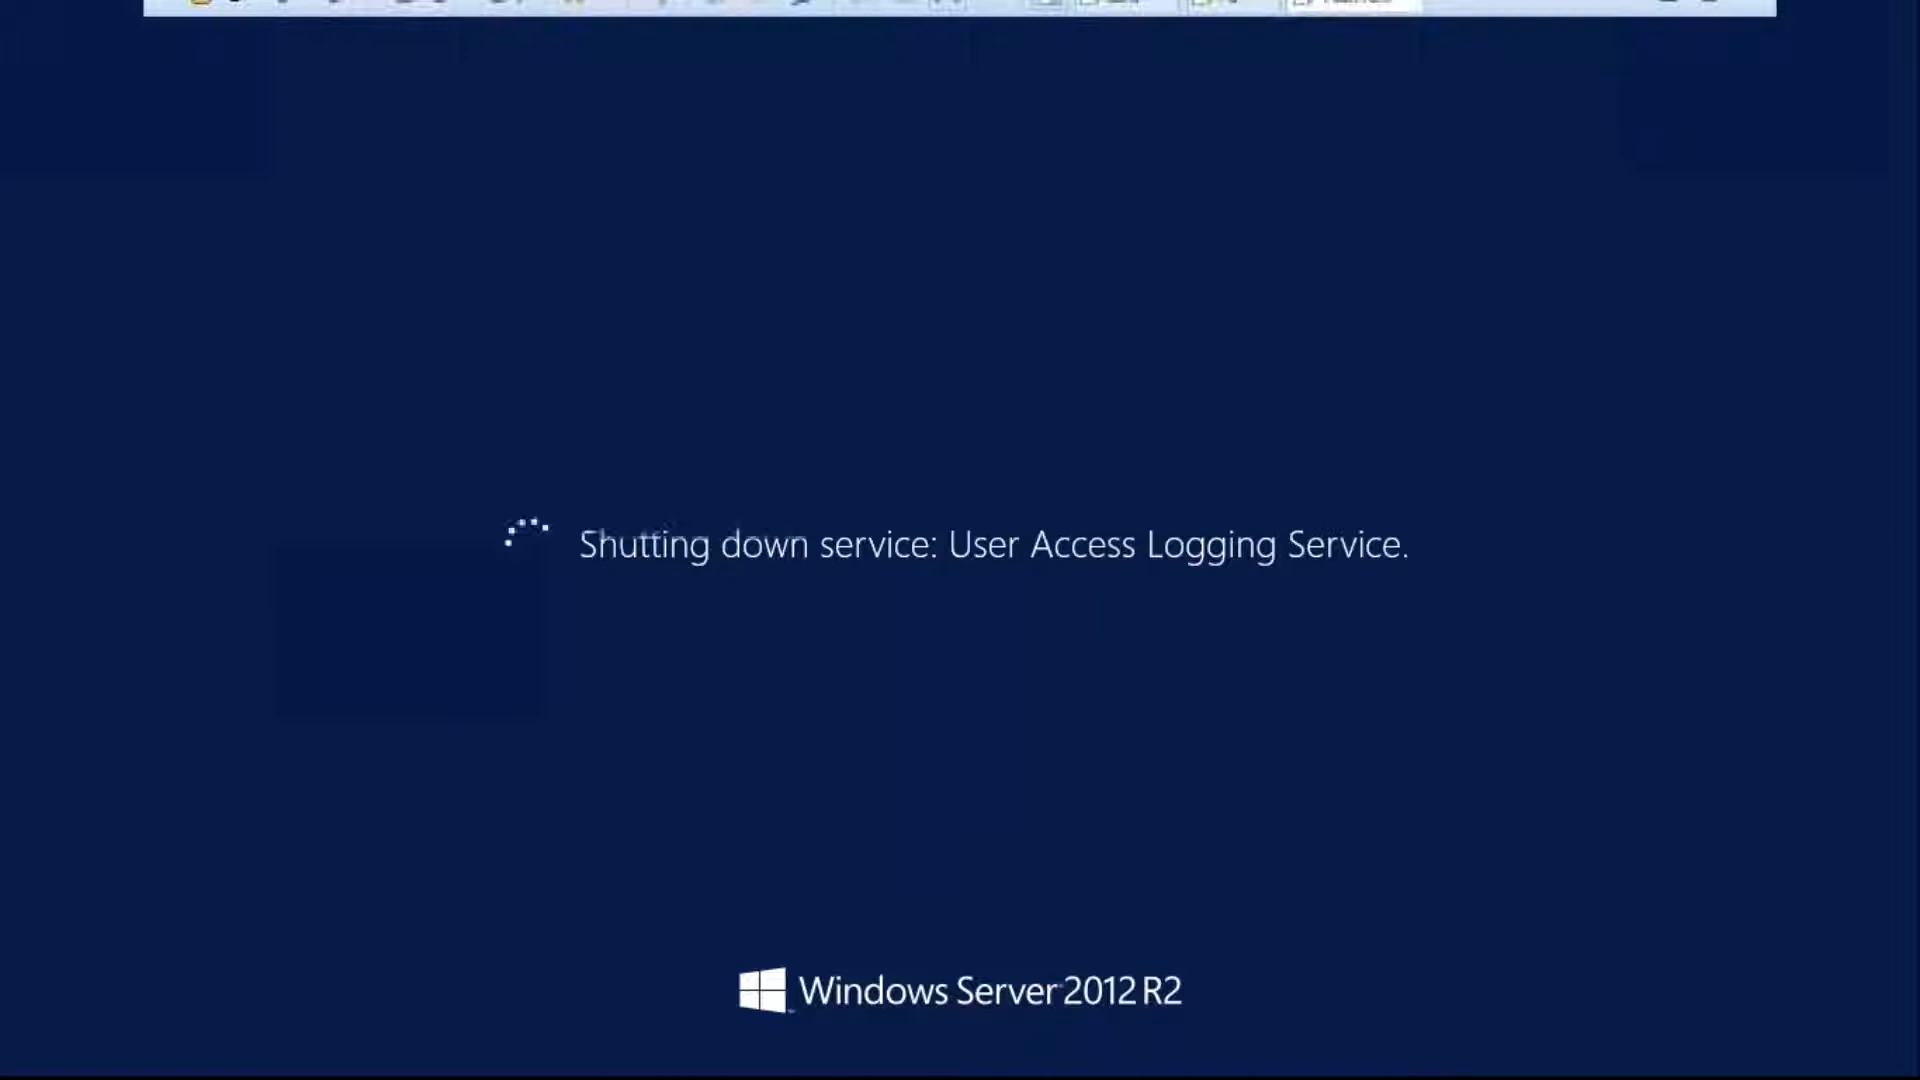 Shutting down service: User Access Logging Service.
Windows Server 2012 R2